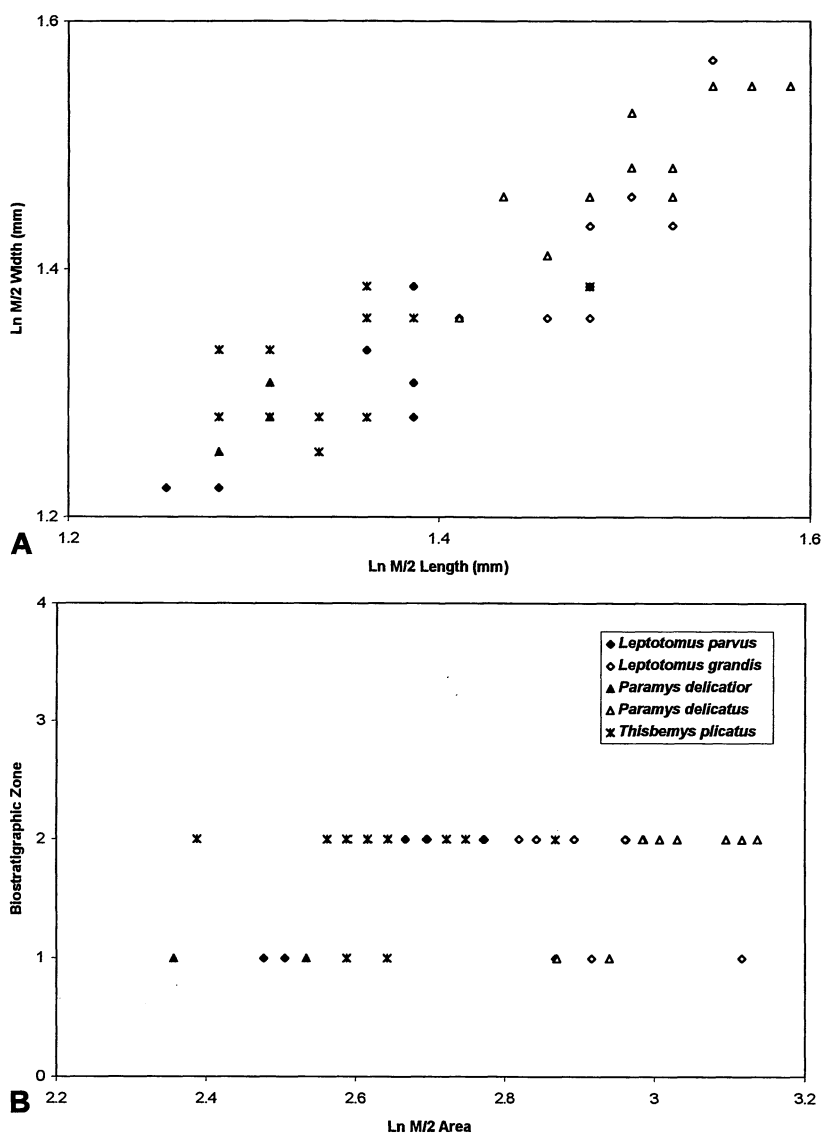 1.6
1.4
1.2
Ln M/2 Width (mm)
1.2
1.4
1.6
A
Ln M/2 Length (mm)
4
3
2
1
0
Biostratigraphic Zone
Leptotomus parvus
Leptotomus grandis
Paramys delicatior
Paramys delicatus
Thisbemys plicatus
2.2
2.4
2.6
2.8
3
3.2
B
Ln M/2 Area